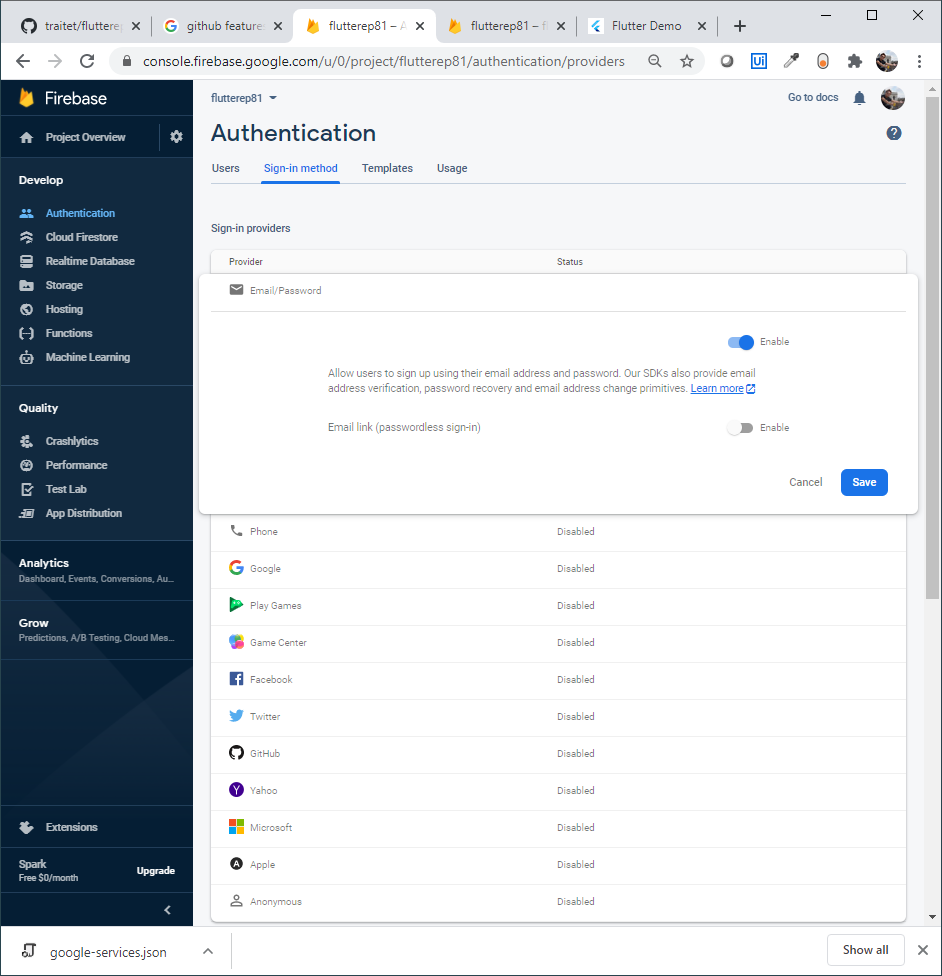 traitet/flutterep
github feature
flutterep81 – A
flutterep81 – f
Flutter Demo
console.firebase.google.com/u/0/project/flutterep81/authentication/providers
Ui
Firebase
flutterep81
Go to docs
Project Overview
Authentication
?
Users
Sign-in method
Templates
Usage
Develop
Authentication
Cloud Firestore
Realtime Database
Storage
Hosting
Functions
Machine Learning
Quality
Crashlytics
Performance
Test Lab
App Distribution
Analytics
Dashboard, Events, Conversions, Au...
Grow
Predictions, A/B Testing, Cloud Mes...
Extensions
Spark
Free $0/month
Upgrade
Sign-in providers
Provider
Status
Email/Password
Enable
Allow users to sign up using their email address and password. Our SDKs also provide email
address verification, password recovery and email address change primitives. Learn more
Email link (passwordless sign-in)
Enable
Cancel
Save
Phone
Disabled
Google
Disabled
Play Games
Disabled
Game Center
Disabled
Facebook
Disabled
Twitter
Disabled
GitHub
Disabled
Yahoo
Disabled
Microsoft
Disabled
Apple
Disabled
Anonymous
Disabled
google-services.json
Show all